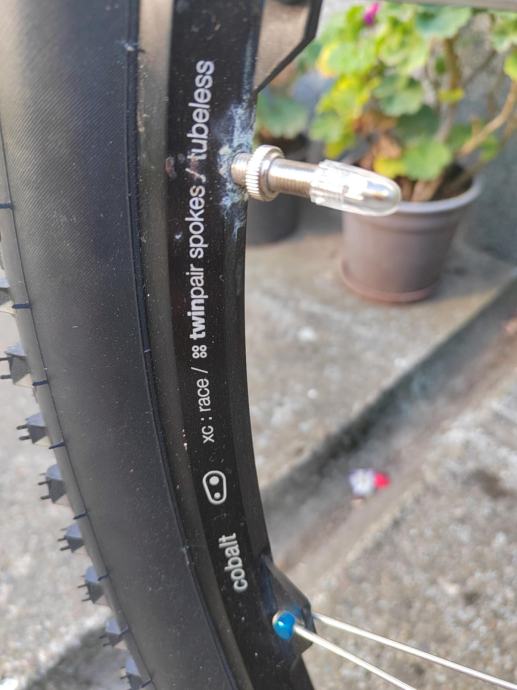 cobalt xc : race / twinpair spokes / tubeless